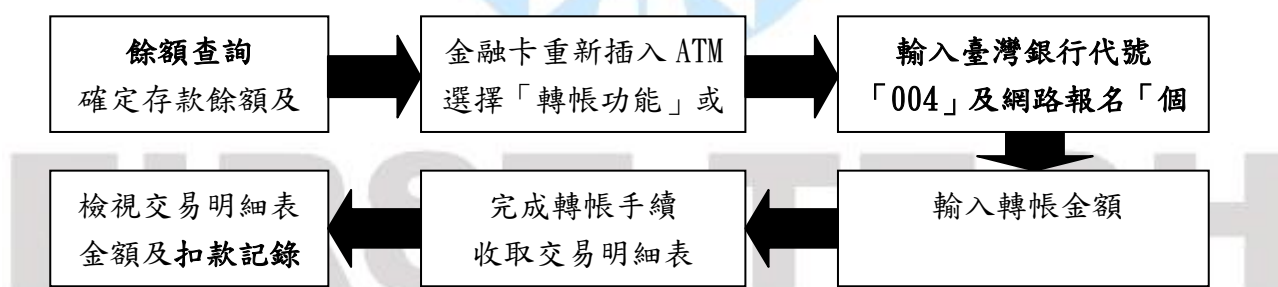 餘額查詢
確定存款餘額及
金融卡重新插入 ATM
選擇「轉帳功能」或
輸入臺灣銀行代號
「004」及網路報名「個
輸入轉帳金額
完成轉帳手續
收取交易明細表
檢視交易明細表
金額及扣款記錄